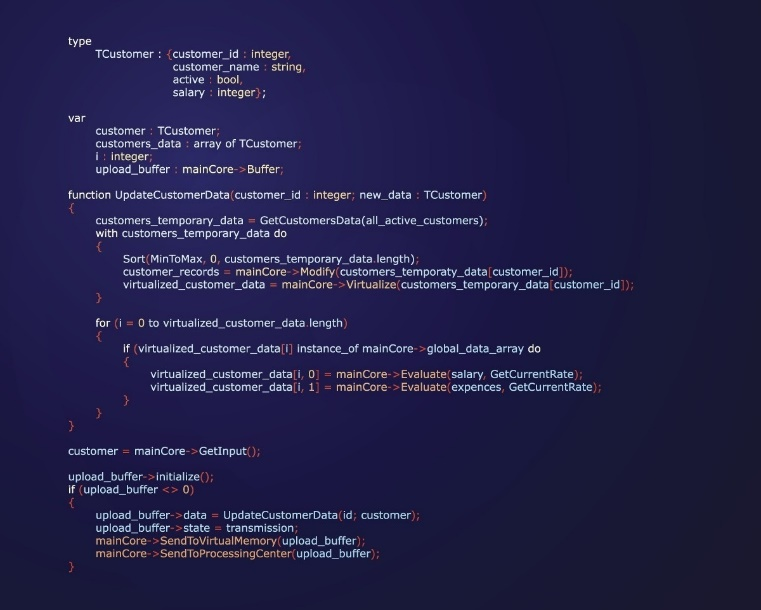 type
TCustomer : {customer_id : integer,
customer_name : string,
active : bool,
salary : integer};
var
customer : TCustomer;
customers_data : array of TCustomer;
i : integer;
upload_buffer : mainCore->Buffer;
function UpdateCustomerData(customer_id : integer; new_data : TCustomer)
{
customers_temporary_data = GetCustomersData(all_active_customers);
with customers_temporary_data do
{
Sort(MinToMax, 0, customers_temporary_data.length);
customer_records = mainCore->Modify(customers_temporaty_data[customer_id]);
virtualized_customer_data = mainCore->Virtualize(customers_temporary_data[customer_id]);
}
for (i = 0 to virtualized_customer_data.length)
{
if (virtualized_customer_data[i] instance_of mainCore->global_data_array do
{
virtualized_customer_data[i, 0] = mainCore->Evaluate(salary, GetCurrentRate);
virtualized_customer_data[i, 1] = mainCore->Evaluate(expences, GetCurrentRate);
}
}
}
customer = mainCore->GetInput();
upload_buffer->initialize();
if (upload_buffer <> 0)
{
upload_buffer->data = UpdateCustomerData(id; customer);
upload_buffer->state = transmission;
mainCore->SendToVirtualMemory(upload_buffer);
mainCore->SendToProcessingCenter(upload_buffer);
}